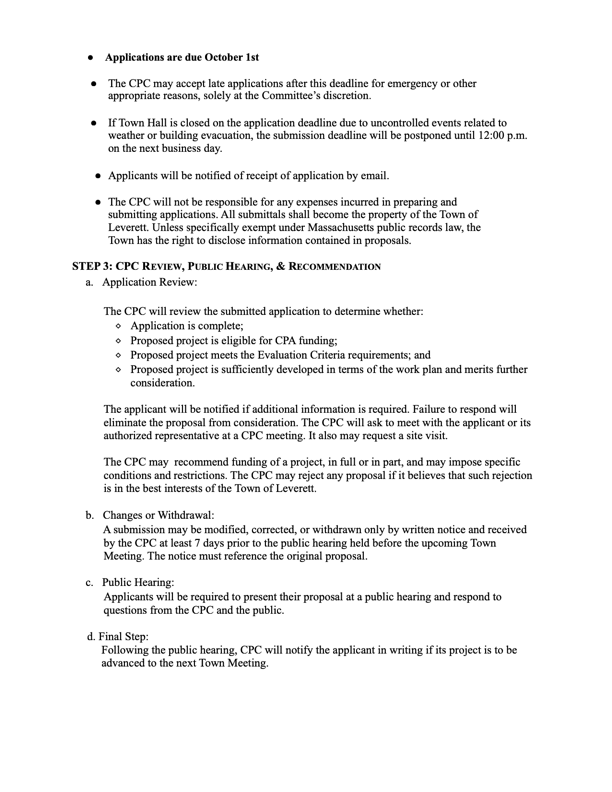 ● Applications are due October 1st
● The CPC may accept late applications after this deadline for emergency or other
appropriate reasons, solely at the Committee's discretion.
● If Town Hall is closed on the application deadline due to uncontrolled events related to
weather or building evacuation, the submission deadline will be postponed until 12:00 p.m.
on the next business day.
● Applicants will be notified of receipt of application by email.
● The CPC will not be responsible for any expenses incurred in preparing and
submitting applications. All submittals shall become the property of the Town of
Leverett. Unless specifically exempt under Massachusetts public records law, the
Town has the right to disclose information contained in proposals.
STEP 3: CPC REVIEW, PUBLIC HEARING, & RECOMMENDATION
a. Application Review:
The CPC will review the submitted application to determine whether:
⋄ Application is complete;
⋄ Proposed project is eligible for CPA funding;
⋄ Proposed project meets the Evaluation Criteria requirements; and
⋄ Proposed project is sufficiently developed in terms of the work plan and merits further
consideration.
The applicant will be notified if additional information is required. Failure to respond will
eliminate the proposal from consideration. The CPC will ask to meet with the applicant or its
authorized representative at a CPC meeting. It also may request a site visit.
The CPC may recommend funding of a project, in full or in part, and may impose specific
conditions and restrictions. The CPC may reject any proposal if it believes that such rejection
is in the best interests of the Town of Leverett.
b. Changes or Withdrawal:
A submission may be modified, corrected, or withdrawn only by written notice and received
by the CPC at least 7 days prior to the public hearing held before the upcoming Town
Meeting. The notice must reference the original proposal.
c. Public Hearing:
Applicants will be required to present their proposal at a public hearing and respond to
questions from the CPC and the public.
d. Final Step:
Following the public hearing, CPC will notify the applicant in writing if its project is to be
advanced to the next Town Meeting.